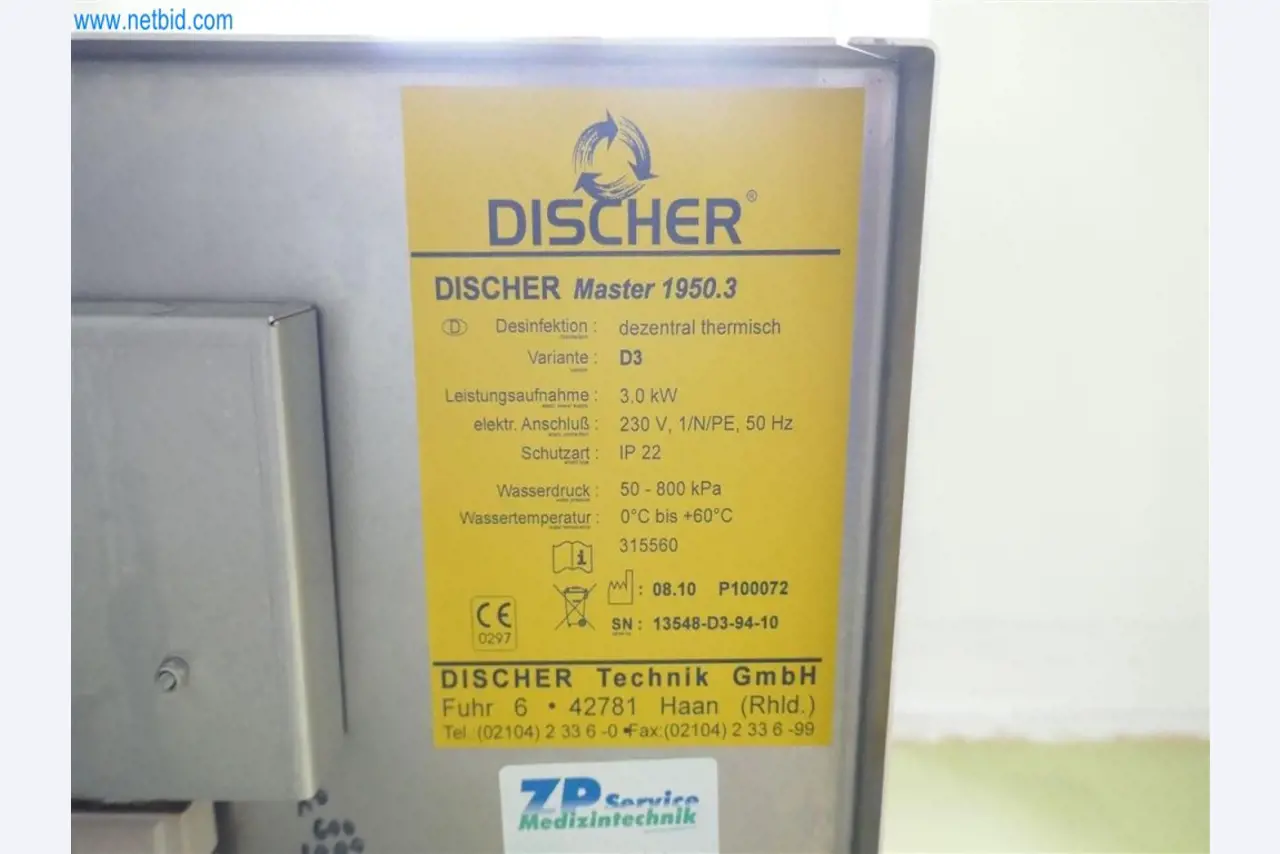 www.netbid.com
DISCHER®
DISCHER Master 1950.3
D Desinfektion : dezentral thermisch
Variante : D3
Leistungsaufnahme : 3,0 kW
elektr. Anschluß : 230 V, 1/N/PE, 50 Hz
Schutzart : IP 22
Wasserdruck : 50 - 800 kPa
Wassertemperatur : 0°C bis +60°C
i 315560
: 08.10 P100072
CE 0297
SN : 13548-D3-94-10
DISCHER Technik GmbH
Fuhr 6 • 42781 Haan (Rhld.)
Tel. (02104) 2 33 6 -0 • Fax:(02104) 2 33 6 -99
ZP Service
Medizintechnik
600